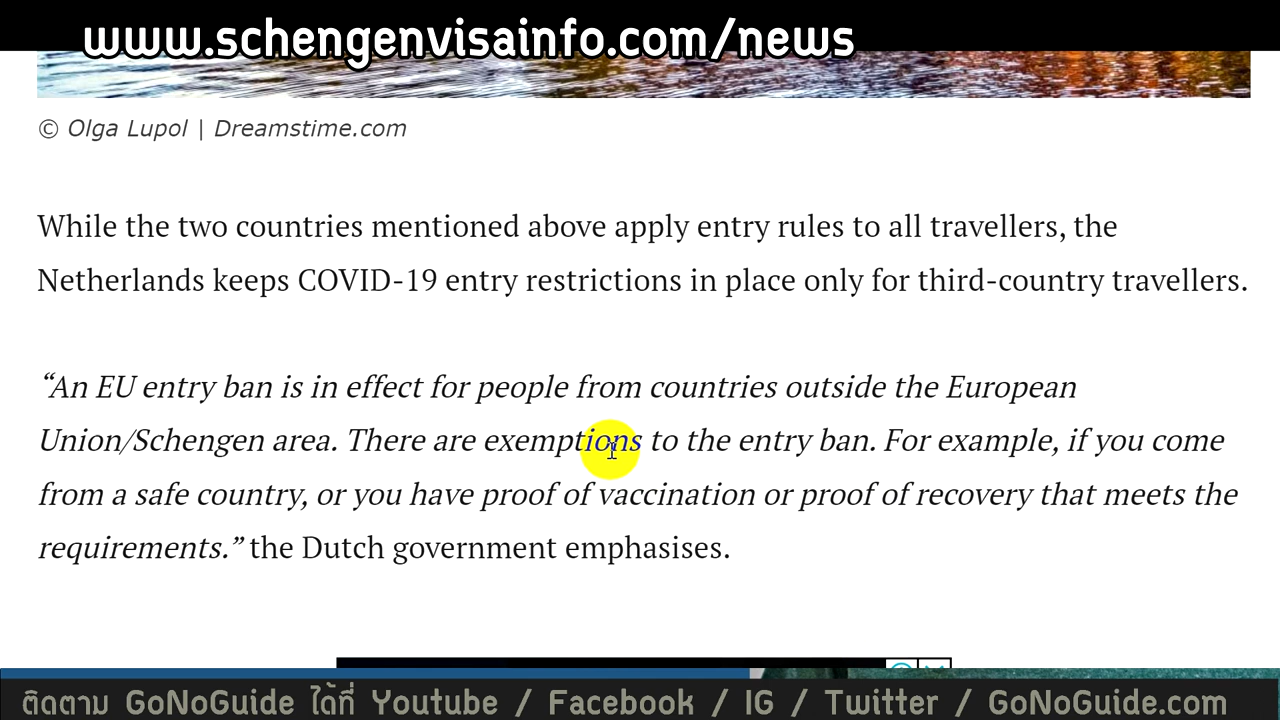 www.schengenvisainfo.com/news
© Olga Lupol | Dreamstime.com
While the two countries mentioned above apply entry rules to all travellers, the
Netherlands keeps COVID-19 entry restrictions in place only for third-country travellers.
“An EU entry ban is in effect for people from countries outside the European
Union/Schengen area. There are exemptions to the entry ban. For example, if you come
from a safe country, or you have proof of vaccination or proof of recovery that meets the
requirements.” the Dutch government emphasises.
ติดตาม GoNoGuide ได้ที่ Youtube / Facebook / IG / Twitter / GoNoGuide.com